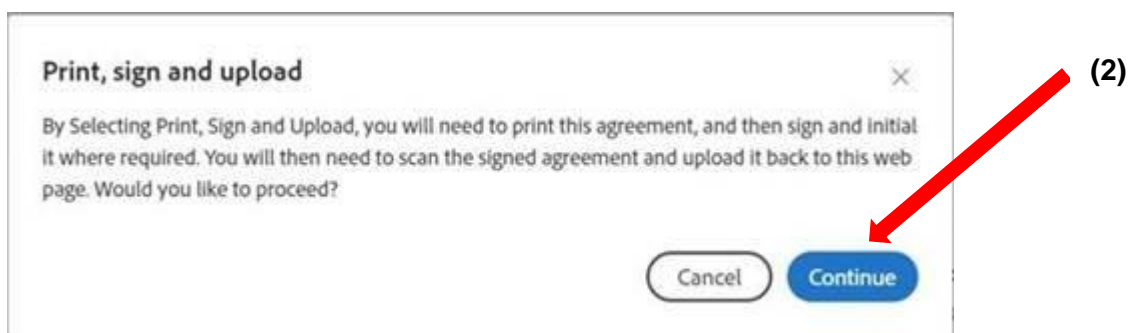 Print, sign and upload
(2)
By Selecting Print, Sign and Upload, you will need to print this agreement, and then sign and initial
it where required. You will then need to scan the signed agreement and upload it back to this web
page. Would you like to proceed?
Cancel
Continue